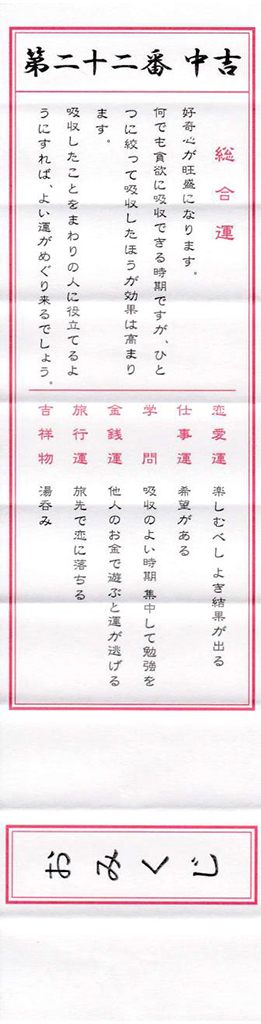 第二十二番 中吉
総合運
好奇心が旺盛になります。
何でも貪欲に吸収できる時期ですが、ひと
つに絞って吸収したほうが効果は高まり
ます。
吸収したことをまわりの人に役立てるよ
うにすれば、よい運がめぐり来るでしょう。
恋愛運 楽しむべし よき結果が出る
仕事運 希望がある
学問 吸収のよい時期 集中して勉強を
金銭運 他人のお金で遊ぶと運が逃げる
旅行運 旅先で恋に落ちる
吉祥物 湯呑み
おみくじ